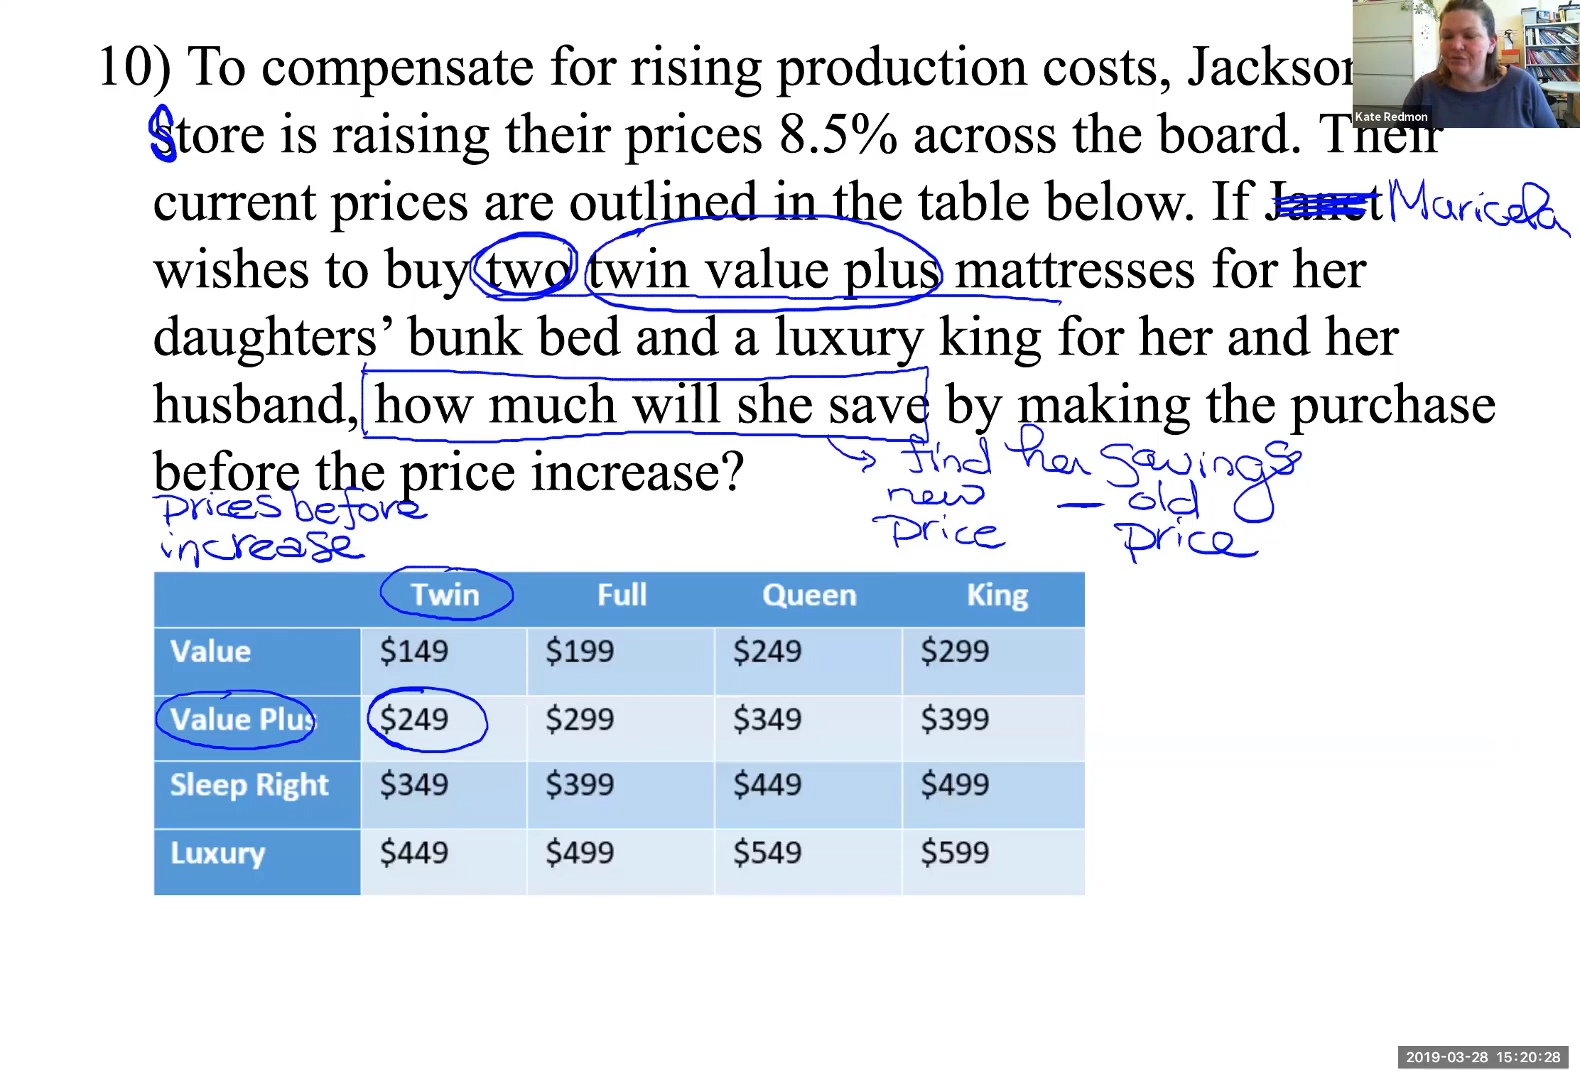 10) To compensate for rising production costs, Jackson
Store is raising their prices 8.5% across the board. Their
current prices are outlined in the table below. If Janet Maricela
wishes to buy two twin value plus mattresses for her
daughters’ bunk bed and a luxury king for her and her
husband, how much will she save by making the purchase
before the price increase?
find her savings
new price — old price
prices before
increase
Twin Full Queen King
Value $149 $199 $249 $299
Value Plus $249 $299 $349 $399
Sleep Right $349 $399 $449 $499
Luxury $449 $499 $549 $599
Kate Redmon
2019-03-28 15:20:28